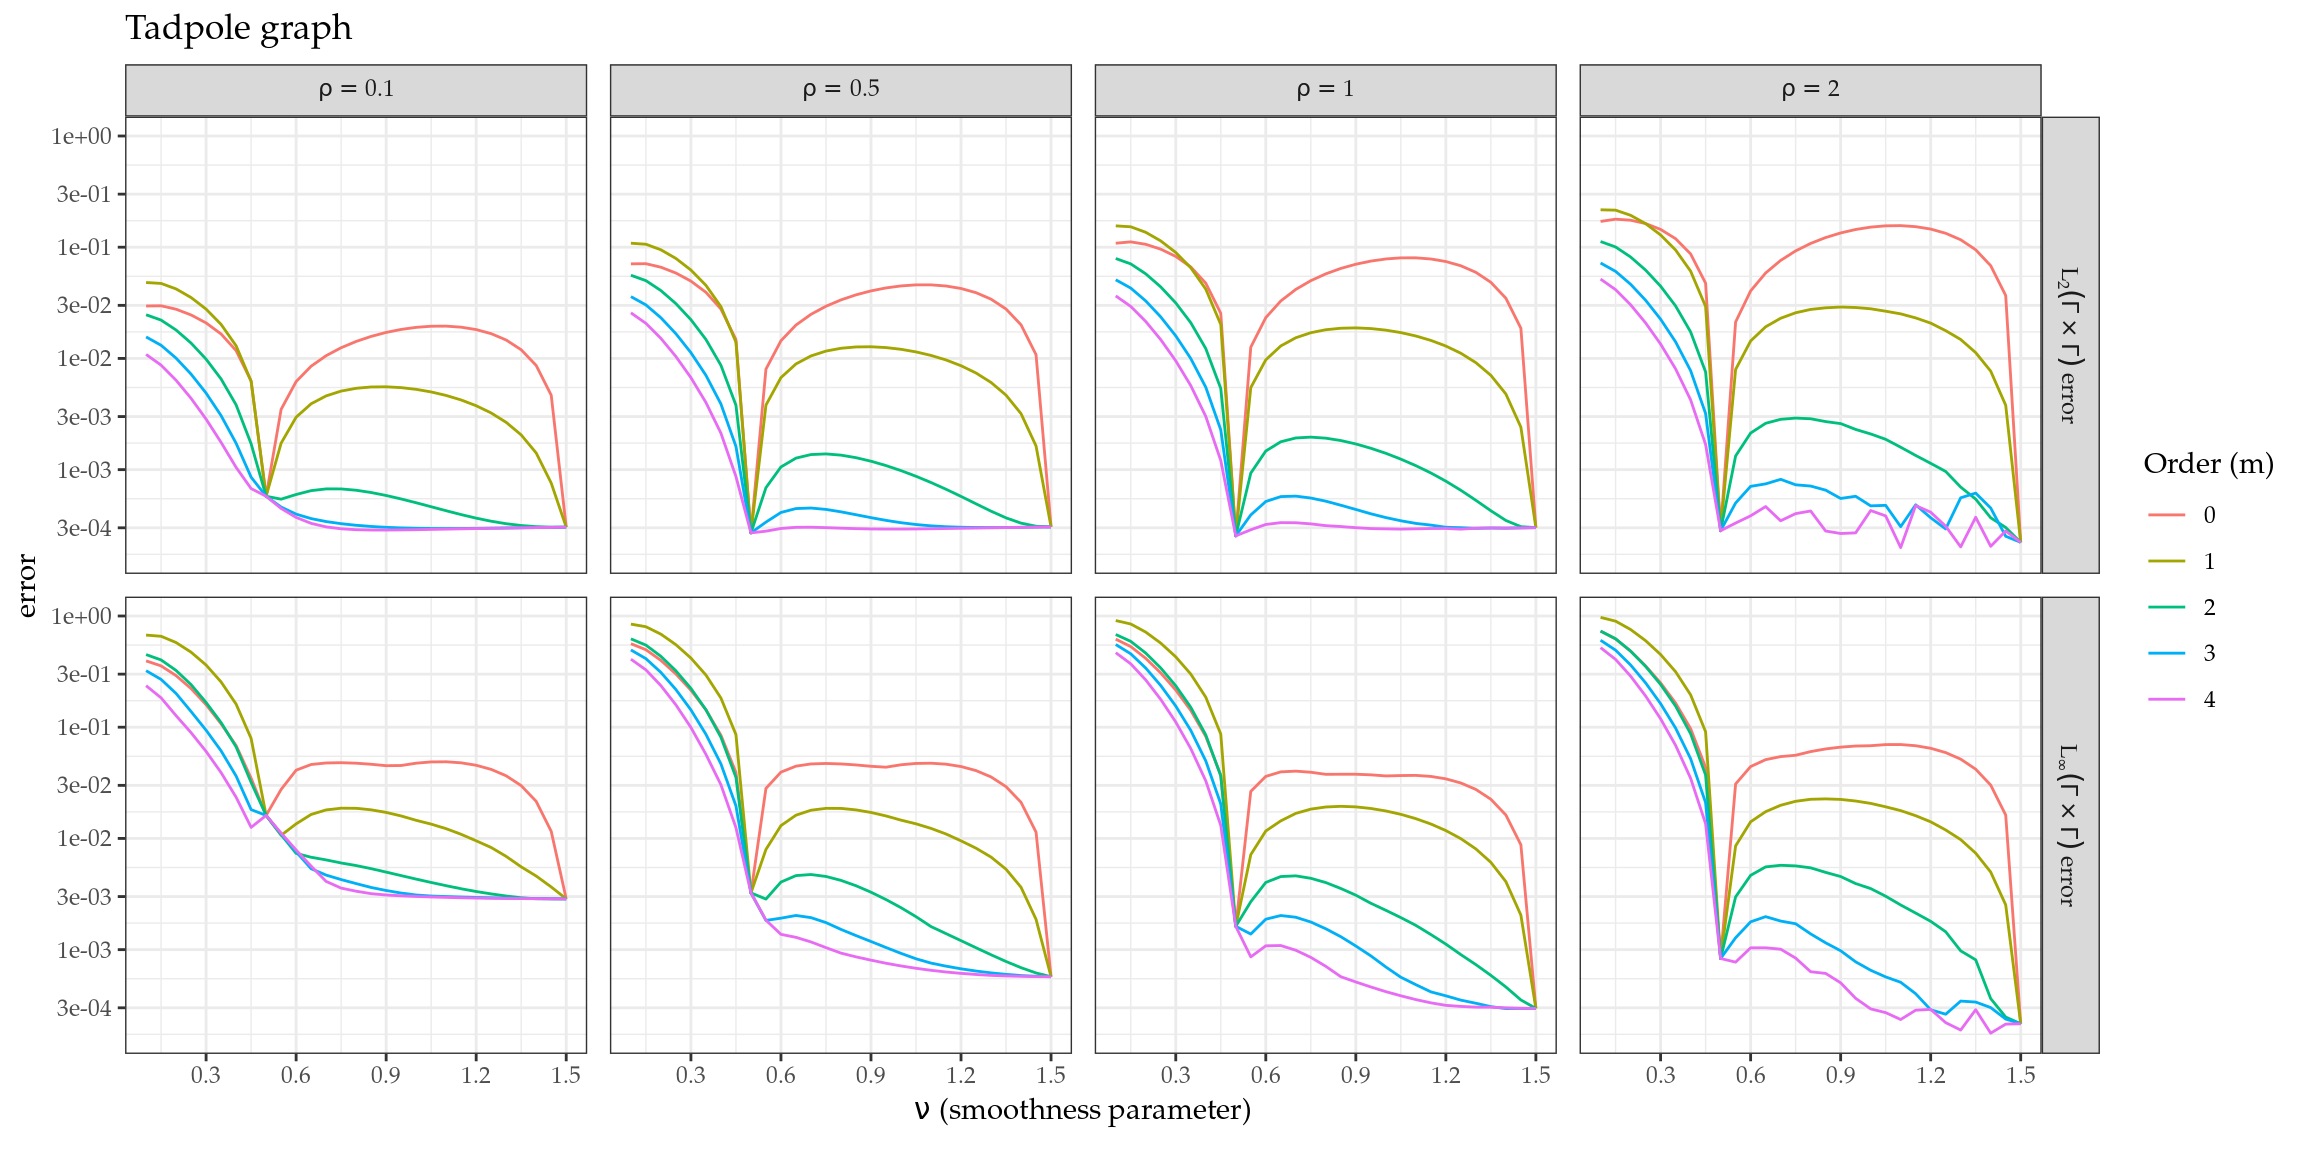 Tadpole graph
ρ = 0.1
ρ = 0.5
ρ = 1
ρ = 2
1e+00
3e-01
1e-01
3e-02
1e-02
3e-03
1e-03
3e-04
L₂(Γ × Γ) error
1e+00
3e-01
1e-01
3e-02
1e-02
3e-03
1e-03
3e-04
L∞(Γ × Γ) error
error
0.3 0.6 0.9 1.2 1.5
0.3 0.6 0.9 1.2 1.5
0.3 0.6 0.9 1.2 1.5
0.3 0.6 0.9 1.2 1.5
ν (smoothness parameter)
Order (m)
0
1
2
3
4